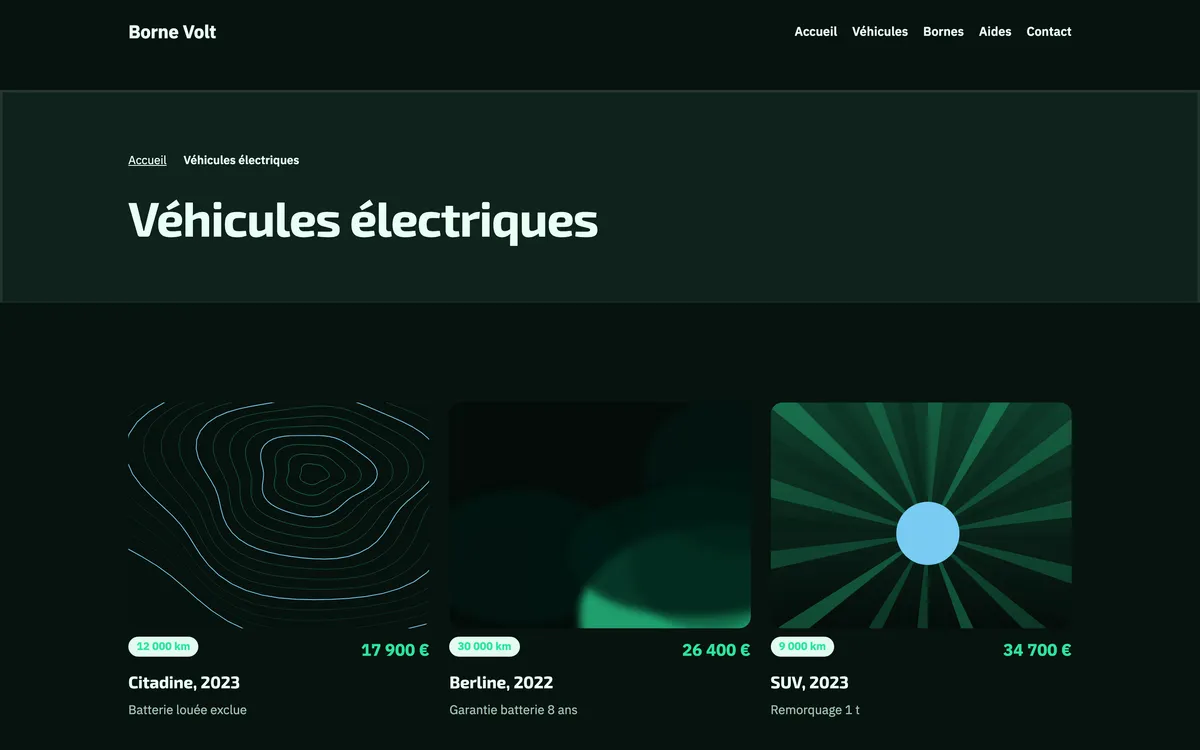 Borne Volt
Accueil Véhicules Bornes Aides Contact
Accueil Véhicules électriques
Véhicules électriques
12 000 km 17 900 €
Citadine, 2023
Batterie louée exclue
30 000 km 26 400 €
Berline, 2022
Garantie batterie 8 ans
9 000 km 34 700 €
SUV, 2023
Remorquage 1 t